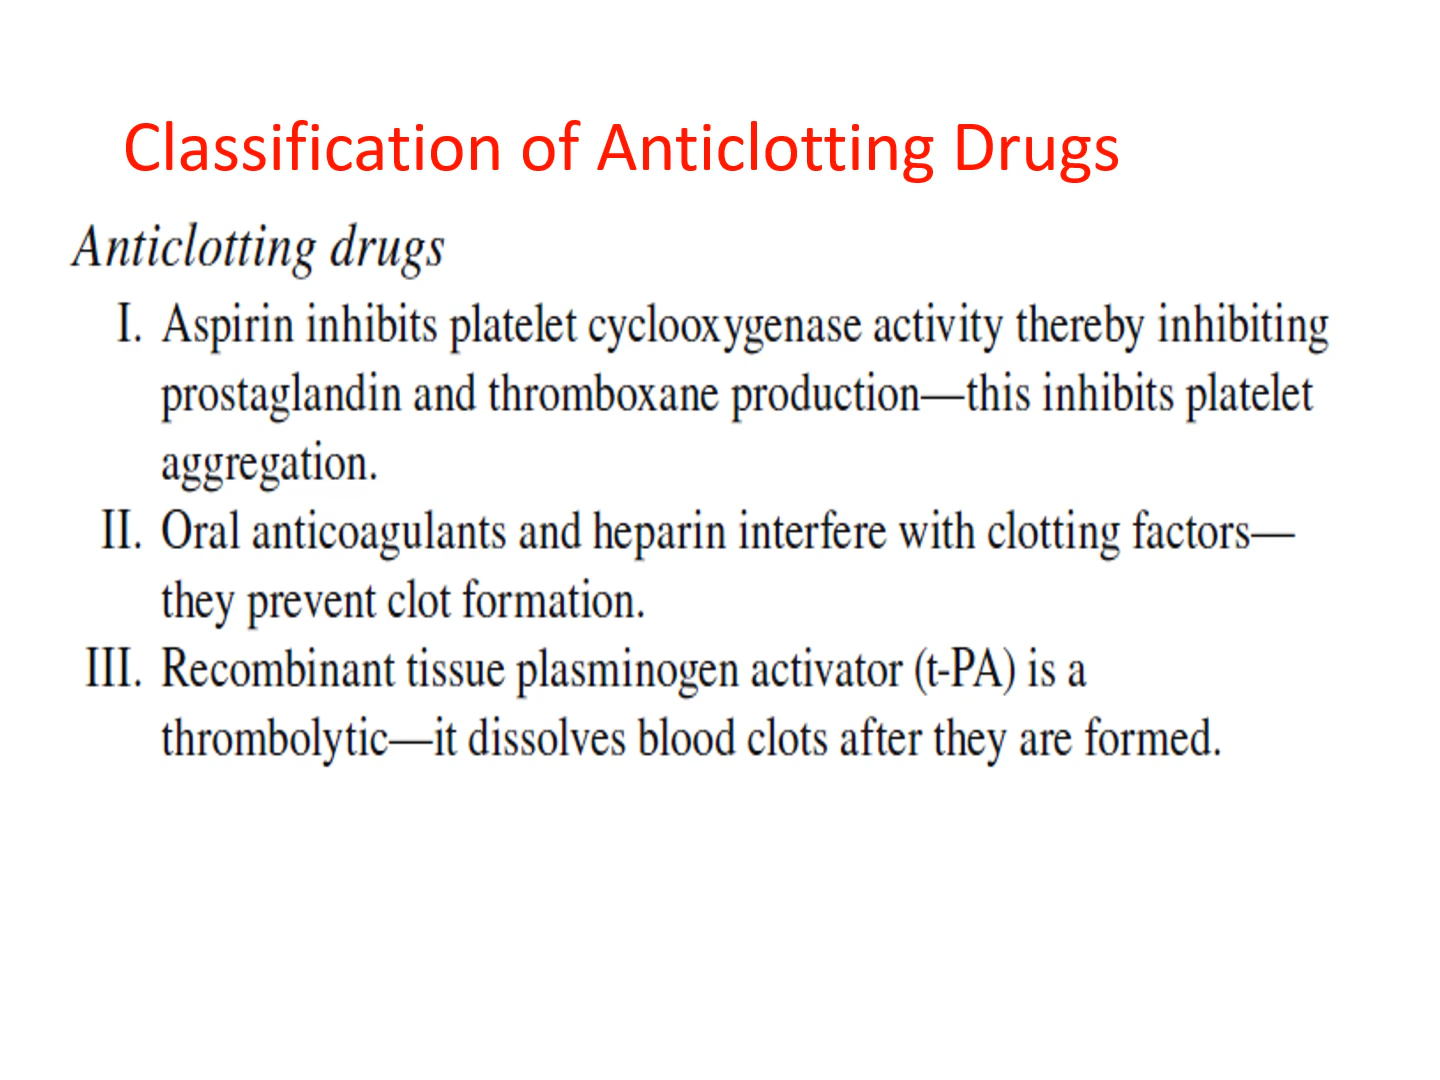 Classification of Anticlotting Drugs
Anticlotting drugs
I. Aspirin inhibits platelet cyclooxygenase activity thereby inhibiting
prostaglandin and thromboxane production—this inhibits platelet
aggregation.
II. Oral anticoagulants and heparin interfere with clotting factors—
they prevent clot formation.
III. Recombinant tissue plasminogen activator (t-PA) is a
thrombolytic—it dissolves blood clots after they are formed.